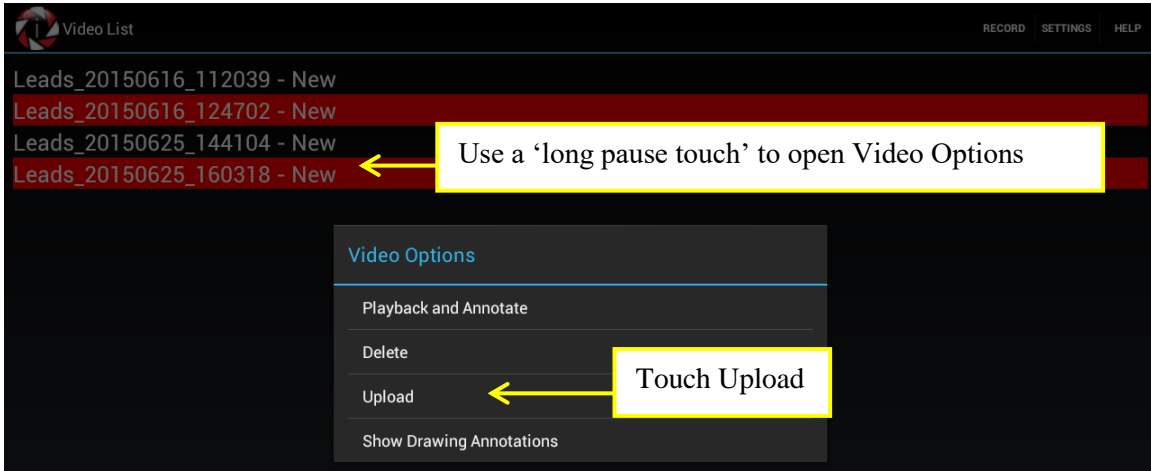 Video List
RECORD SETTINGS HELP
Leads_20150616_112039 - New
Leads_20150616_124702 - New
Leads_20150625_144104 - New
Leads_20150625_160318 - New
Use a ‘long pause touch’ to open Video Options
Video Options
Playback and Annotate
Delete
Upload
Touch Upload
Show Drawing Annotations